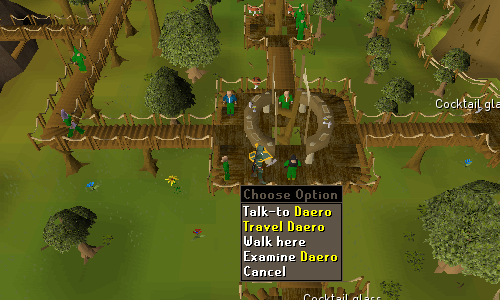 Cocktail gla
Choose Option
Talk-to Daero
Travel Daero
Walk here
Examine Daero
Cancel
Cocktail glass